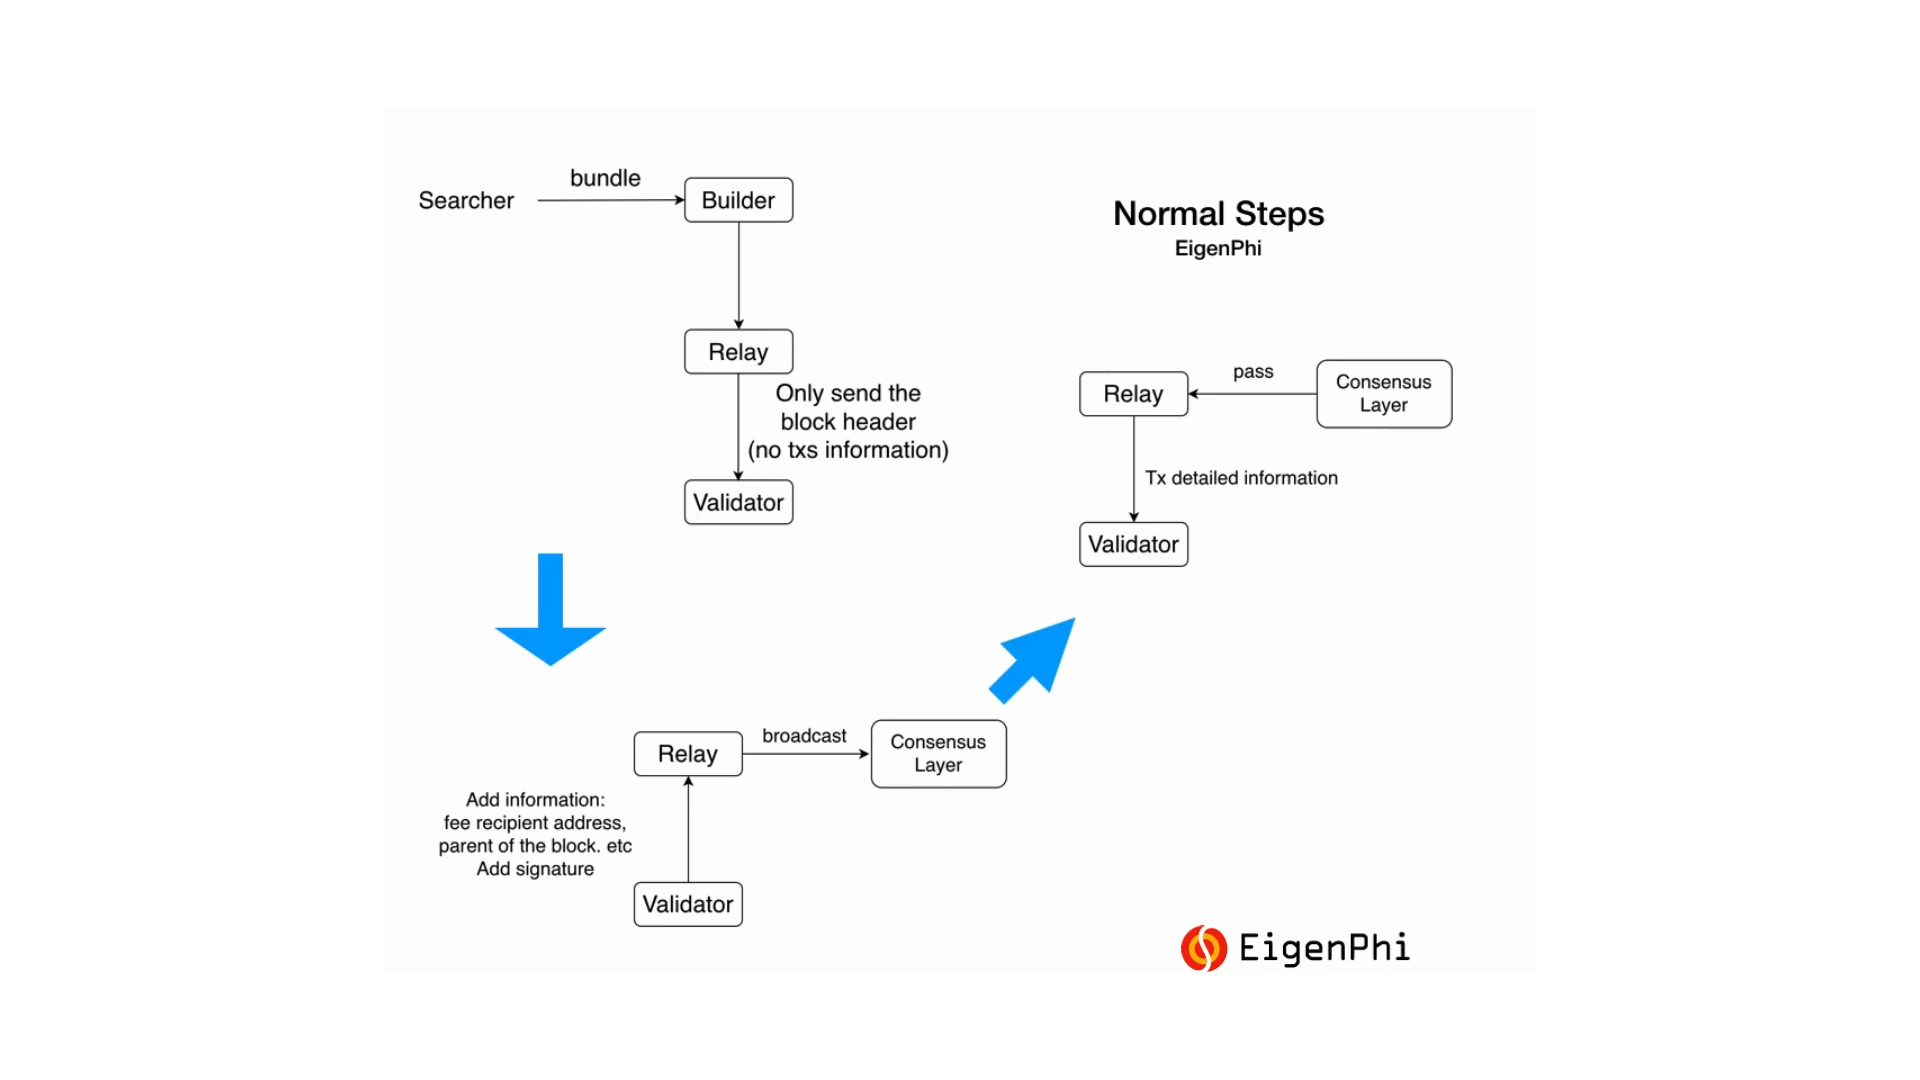 bundle
Searcher
Builder
Relay
Only send the
block header
(no txs information)
Validator
Relay
broadcast
Consensus
Layer
Add information:
fee recipient address,
parent of the block. etc
Add signature
Validator
Normal Steps
EigenPhi
Relay
pass
Consensus
Layer
Tx detailed information
Validator
EigenPhi